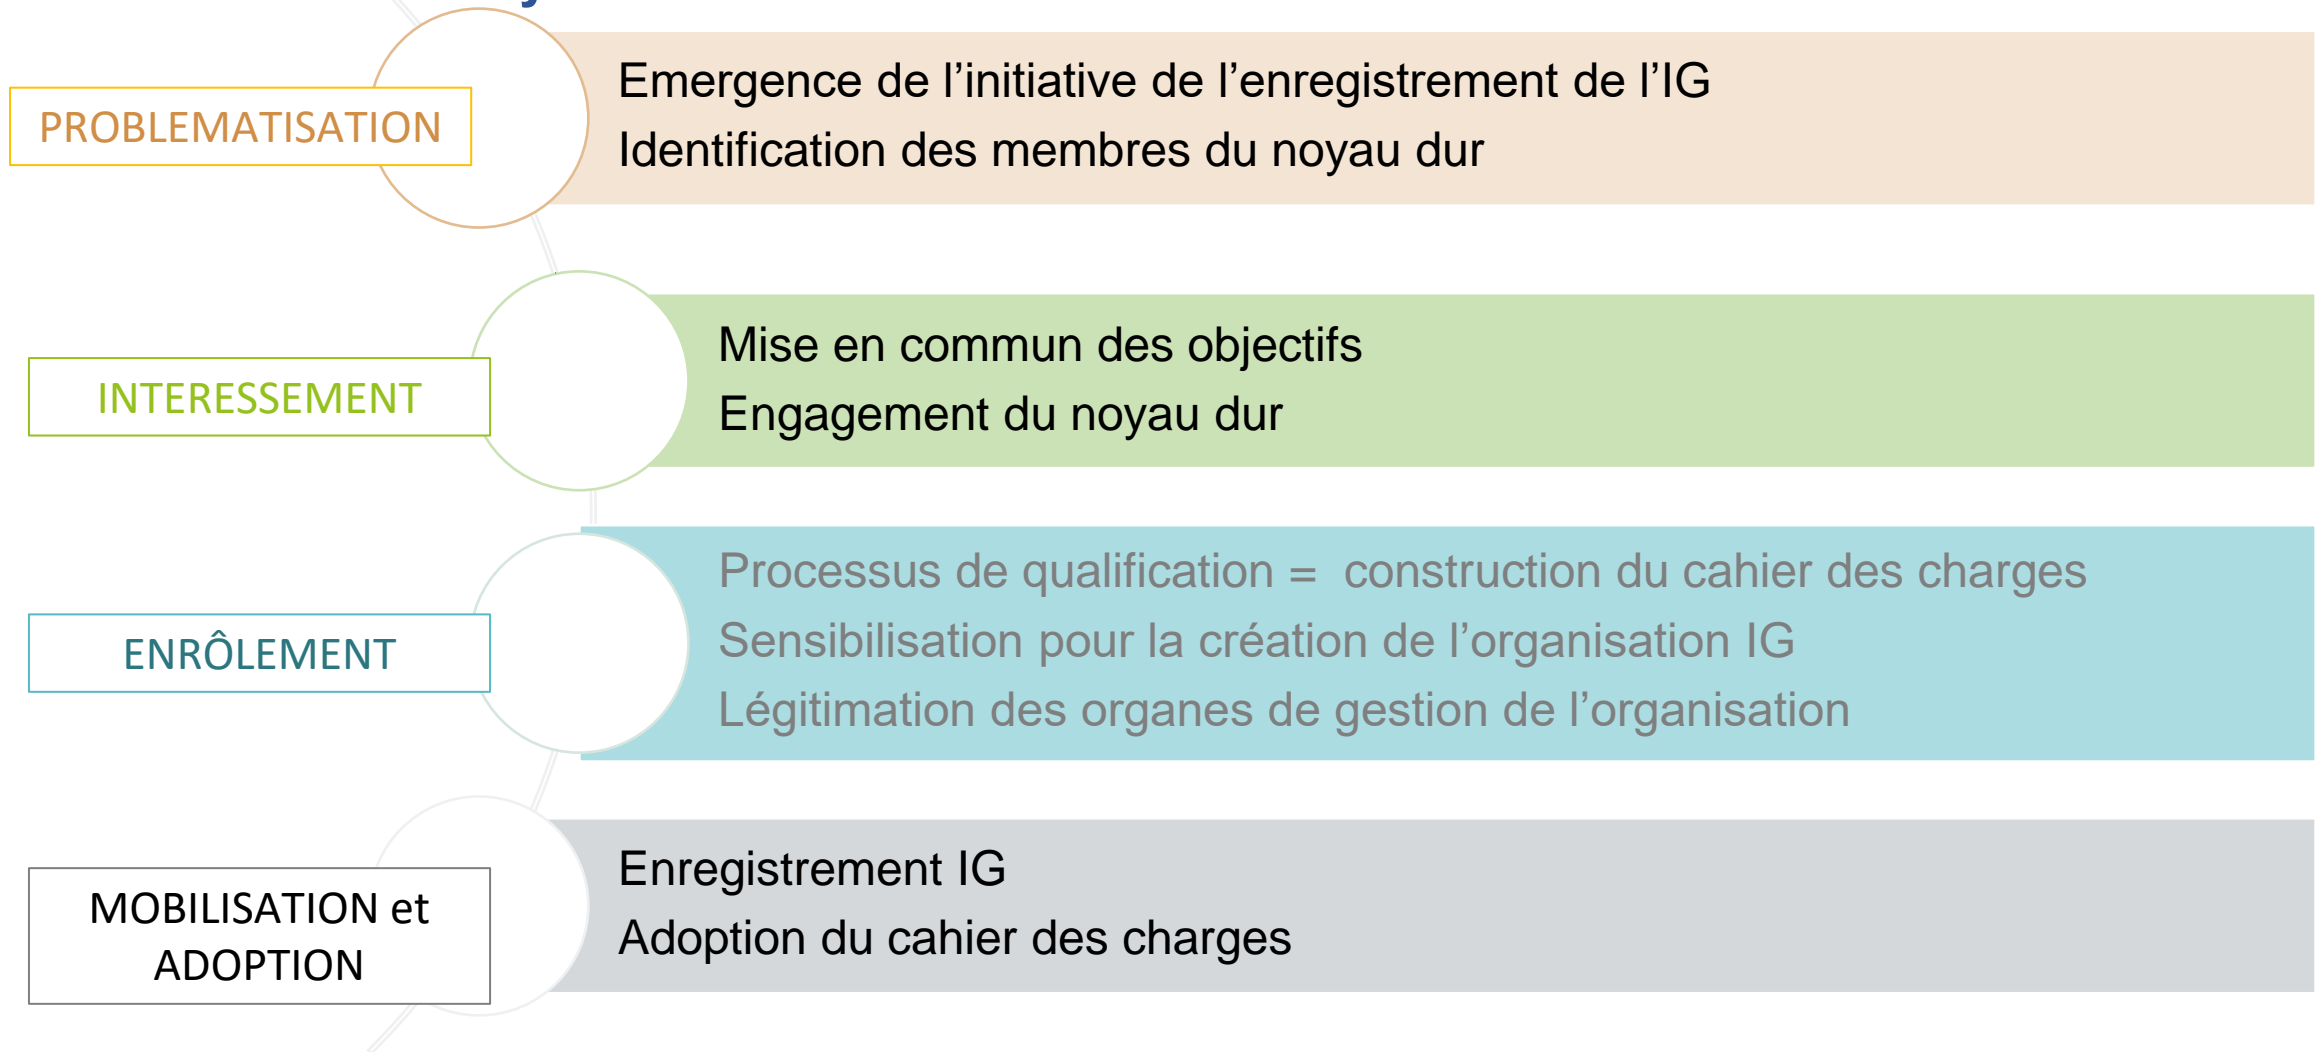 PROBLEMATISATION
Emergence de l’initiative de l’enregistrement de l’IG
Identification des membres du noyau dur
INTERESSEMENT
Mise en commun des objectifs
Engagement du noyau dur
ENRÔLEMENT
Processus de qualification =  construction du cahier des charges
Sensibilisation pour la création de l’organisation IG
Légitimation des organes de gestion de l’organisation
MOBILISATION et
ADOPTION
Enregistrement IG
Adoption du cahier des charges